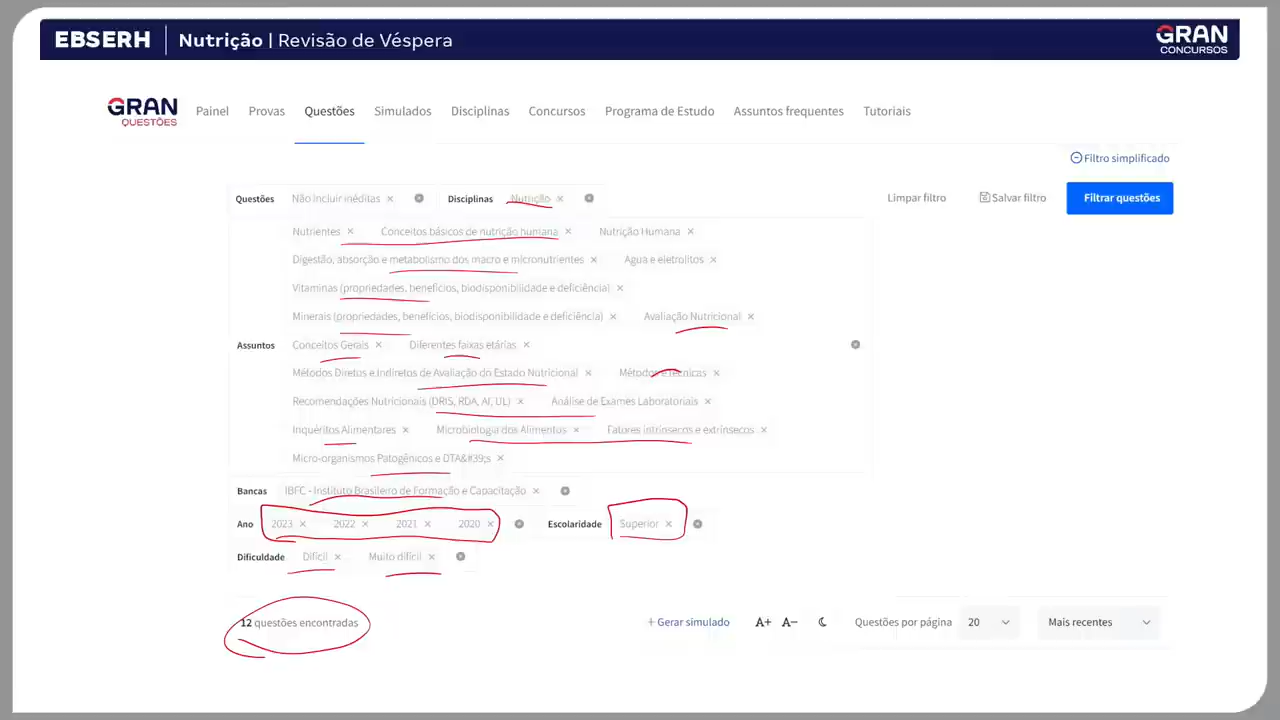 EBSERH Nutrição | Revisão de Véspera GRAN CONCURSOS
GRAN QUESTÕES Painel Provas Questões Simulados Disciplinas Concursos Programa de Estudo Assuntos frequentes Tutoriais
Filtro simplificado
Questões Não incluir inéditas × Disciplinas Nutrição × Limpar filtro Salvar filtro Filtrar questões
Nutrientes × Conceitos básicos de nutrição humana × Nutrição Humana ×
Digestão, absorção e metabolismo dos macro e micronutrientes × Agua e eletrolitos ×
Vitaminas (propriedades, benefícios, biodisponibilidade e deficiência) ×
Minerais (propriedades, benefícios, biodisponibilidade e deficiência) × Avaliação Nutricional ×
Assuntos Conceitos Gerais × Diferentes faixas etárias ×
Métodos Diretos e Indiretos de Avaliação do Estado Nutricional × Métodos e técnicas ×
Recomendações Nutricionais (DRIS, RDA, AI, UL) × Análise de Exames Laboratoriais ×
Inquéritos Alimentares × Microbiologia dos Alimentos × Fatores intrínsecos e extrínsecos ×
Micro-organismos Patogênicos e DTA&#39;s ×
Bancas IBFC - Instituto Brasileiro de Formação e Capacitação ×
Ano 2023 × 2022 × 2021 × 2020 × Escolaridade Superior ×
Dificuldade Difícil × Muito difícil ×
12 questões encontradas + Gerar simulado A+ A− Questões por página 20 Mais recentes